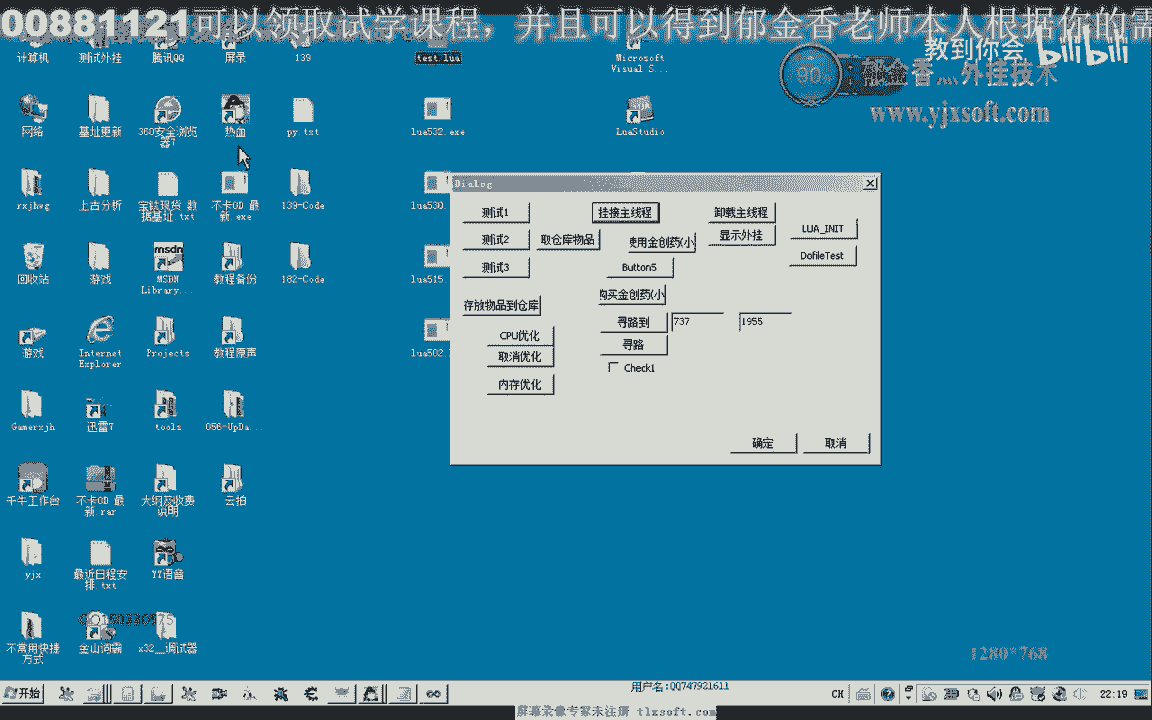 00881121可以领取试学课程，并且可以得到郁金香老师本人根据你的需
教到你会 bilibili
外挂技术
www.yjxsoft.com
90
计算机
测试外挂
腾讯QQ
屏录
139
test.lua
Microsoft
Visual S...
网络
基址更新
360安全浏览
器7
热血
py.txt
lua532.exe
LuaStudio
rxjhwg
上古分析
数
据基址.txt
不卡OD 最
新.exe
139-Code
lua530.
回收站
游戏
MSDN
Library...
教程备份
182-Code
lua515.
游戏
Internet
Explorer
Projects
教程原声
lua502.
Gamerxjh
迅雷7
tools
056-UpDa...
千牛工作台
不卡OD 最
新.rar
大纲及收费
说明
云拍
yjx
最近日程安
排.txt
YY语音
不常用快捷
方式
金山词霸
x32__调试器
Dialog
测试1
挂接主线程
卸载主线程
LUA_INIT
测试2
取仓库物品
使用金创药(小
显示外挂
DofileTest
测试3
Button5
存放物品到仓库
购买金创药(小
CPU优化
寻路到
737
1955
取消优化
寻路
Check1
内存优化
确定
取消
1280*768
开始
用户名:QQ747921611
CH
22:19
屏幕录像专家未注册 tlxsoft.com